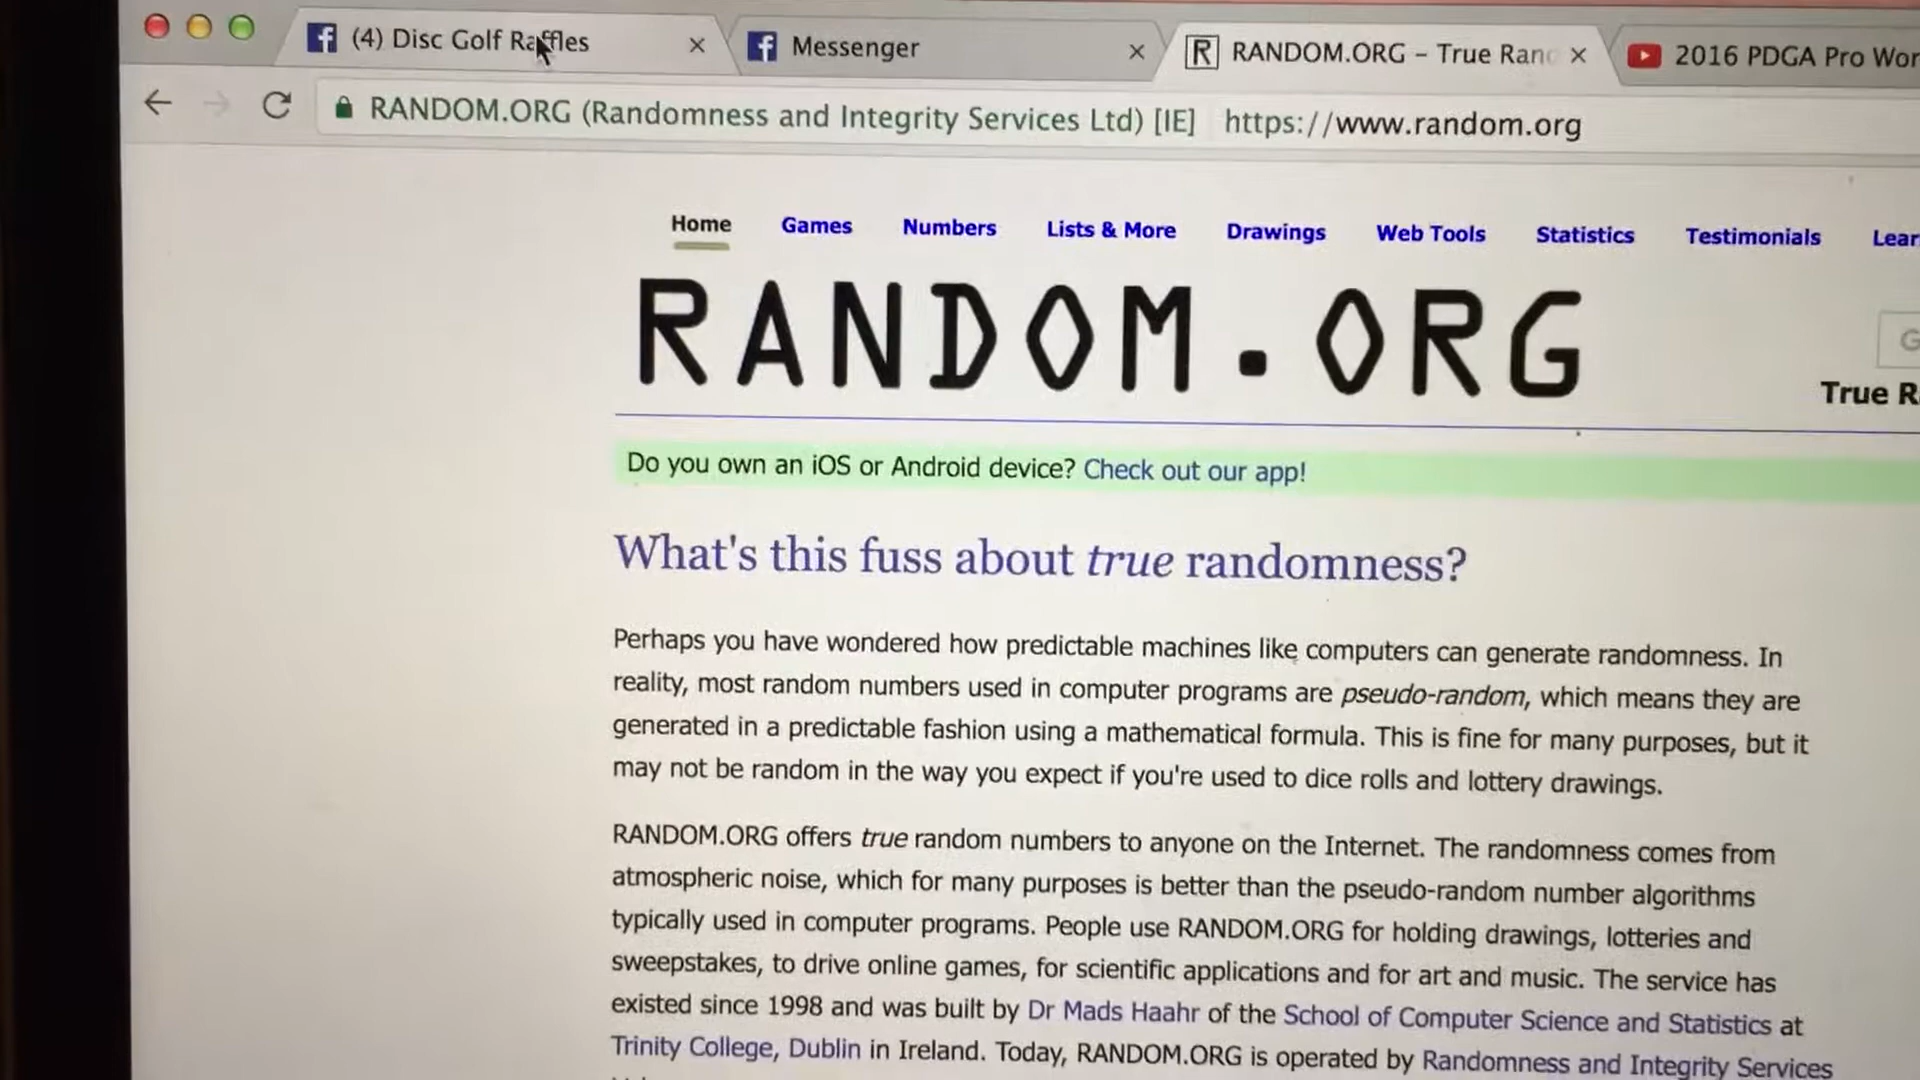 (4) Disc Golf Raffles
Messenger
RANDOM.ORG – True Ranc
2016 PDGA Pro Wor
RANDOM.ORG (Randomness and Integrity Services Ltd) [IE] https://www.random.org
Home Games Numbers Lists & More Drawings Web Tools Statistics Testimonials Lear
RANDOM.ORG
G
True R
Do you own an iOS or Android device? Check out our app!
What's this fuss about true randomness?
Perhaps you have wondered how predictable machines like computers can generate randomness. In
reality, most random numbers used in computer programs are pseudo-random, which means they are
generated in a predictable fashion using a mathematical formula. This is fine for many purposes, but it
may not be random in the way you expect if you're used to dice rolls and lottery drawings.
RANDOM.ORG offers true random numbers to anyone on the Internet. The randomness comes from
atmospheric noise, which for many purposes is better than the pseudo-random number algorithms
typically used in computer programs. People use RANDOM.ORG for holding drawings, lotteries and
sweepstakes, to drive online games, for scientific applications and for art and music. The service has
existed since 1998 and was built by Dr Mads Haahr of the School of Computer Science and Statistics at
Trinity College, Dublin in Ireland. Today, RANDOM.ORG is operated by Randomness and Integrity Services